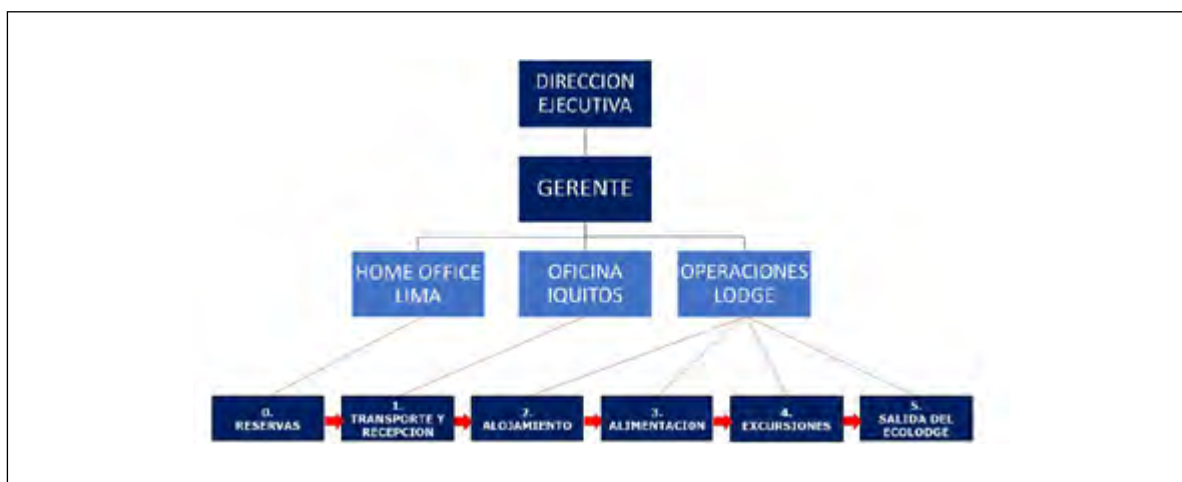 DIRECCION
EJECUTIVA
GERENTE
HOME OFFICE
LIMA
OFICINA
IQUITOS
OPERACIONES
LODGE
0.
RESERVAS
1.
TRANSPORTE Y
RECEPCION
2.
ALOJAMIENTO
3.
ALIMENTACION
4.
EXCURSIONES
5.
SALIDA DEL
ECOLODGE